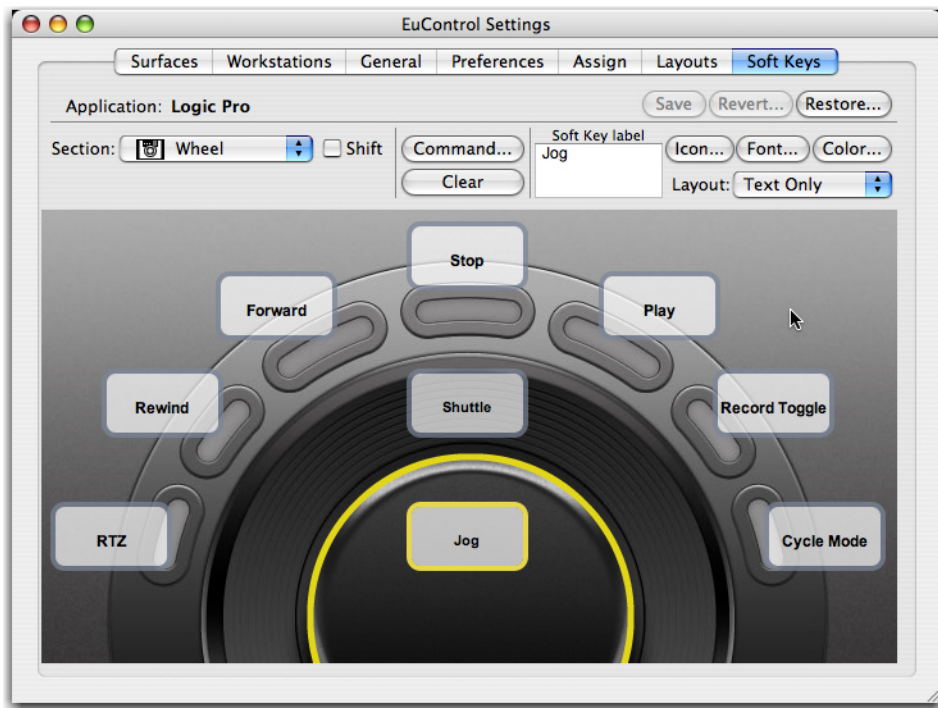 EuControl Settings
Surfaces Workstations General Preferences Assign Layouts Soft Keys
Application: Logic Pro
Save Revert... Restore...
Section: Wheel Shift Command... Soft Key label Icon... Font... Color...
Jog
Clear Layout: Text Only
Stop
Forward Play
Rewind Shuttle Record Toggle
RTZ Jog Cycle Mode